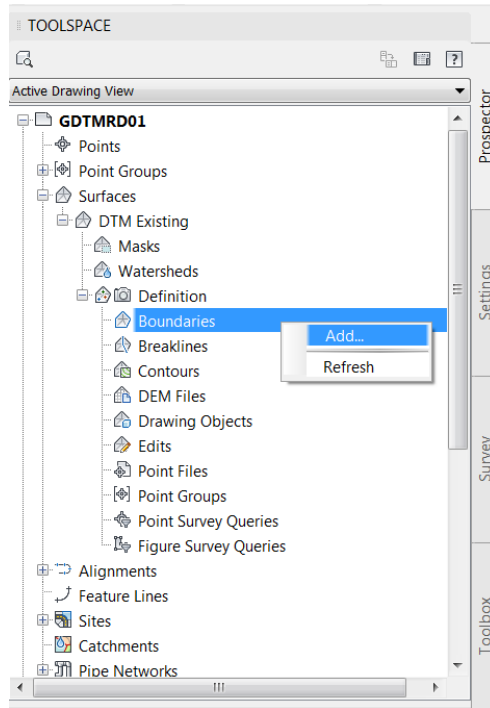 TOOLSPACE
?
Active Drawing View
GDTMRD01
Points
Point Groups
Surfaces
DTM Existing
Masks
Watersheds
Definition
Boundaries
Add...
Breaklines
Refresh
Contours
DEM Files
Drawing Objects
Edits
Point Files
Point Groups
Point Survey Queries
Figure Survey Queries
Alignments
Feature Lines
Sites
Catchments
Pipe Networks
Prospector
Settings
Survey
Toolbox